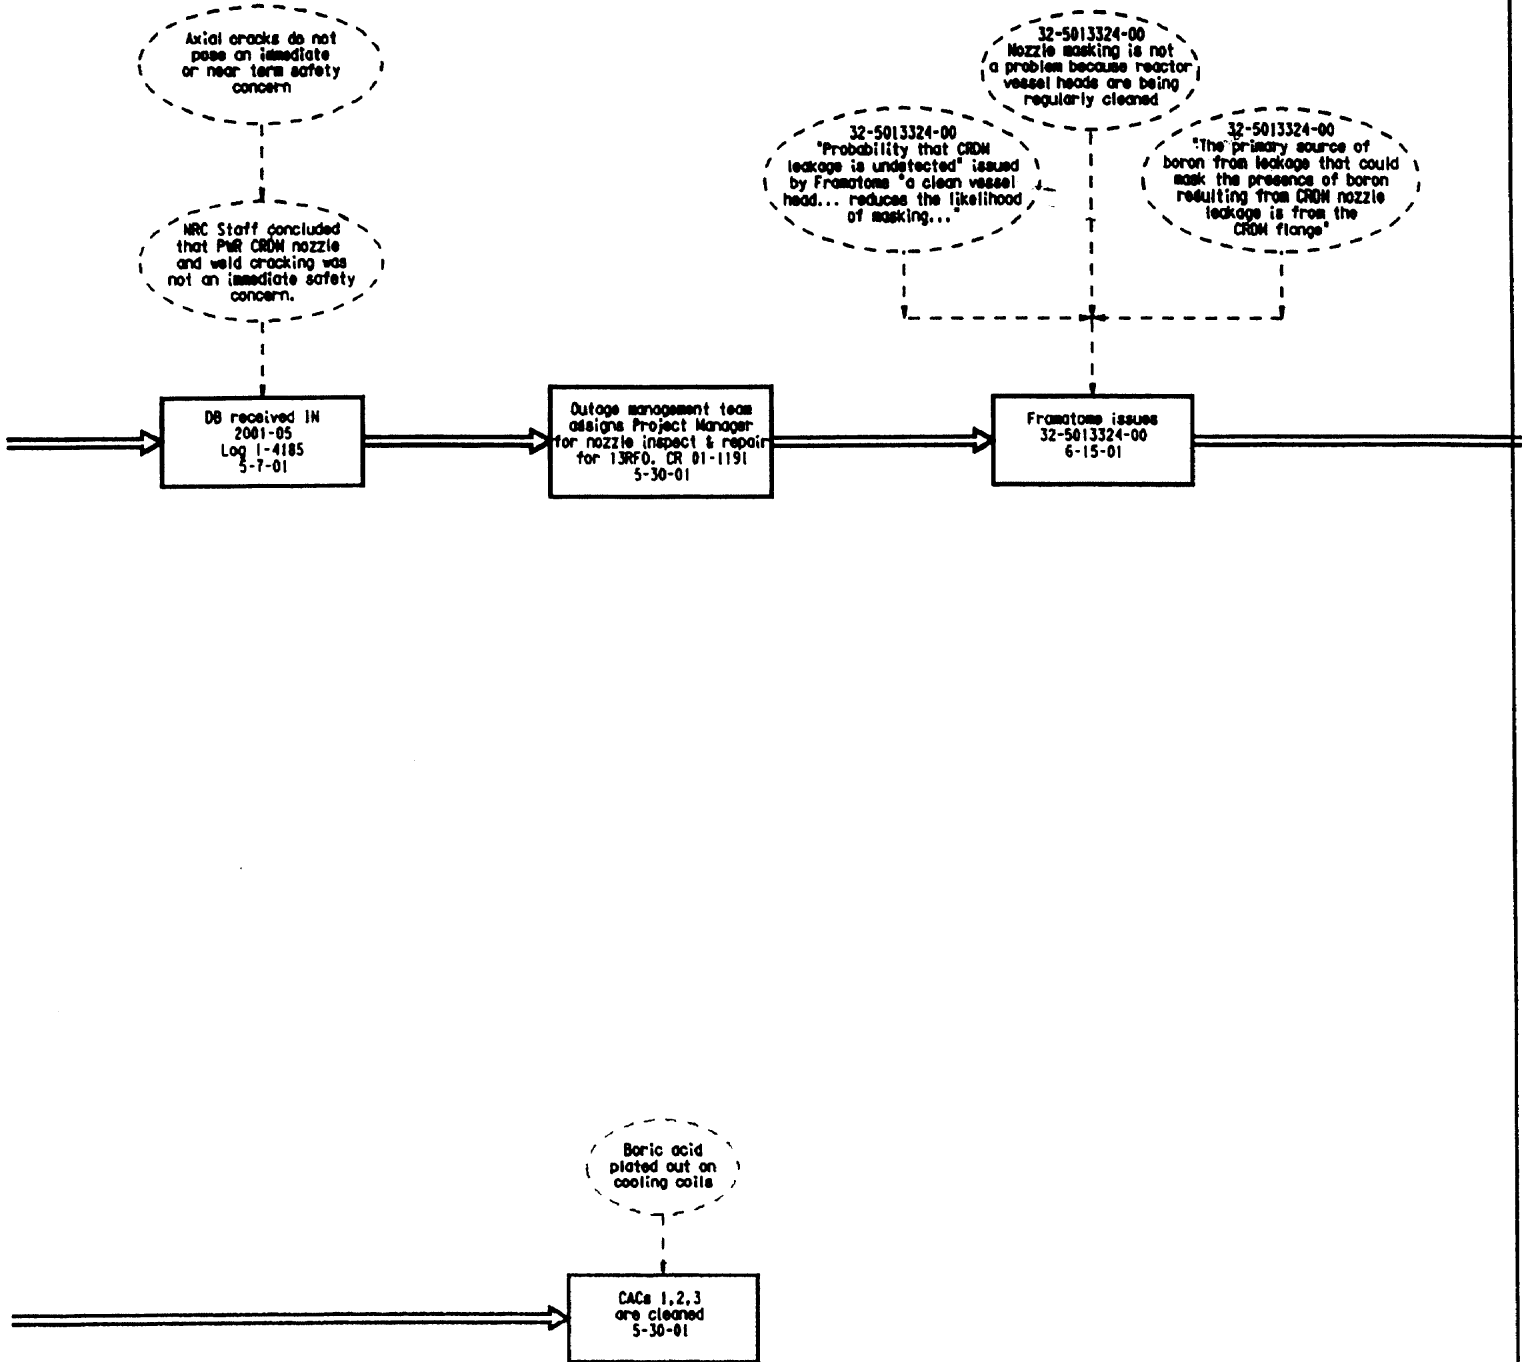 Axial cracks do not
pose an immediate
or near term safety
concern
NRC Staff concluded
that PWR CRDM nozzle
and weld cracking was
not an immediate safety
concern.
32-5013324-00
Nozzle masking is not
a problem because reactor
vessel heads are being
regularly cleaned
32-5013324-00
"Probability that CRDM
leakage is undetected" issued
by Framatome "a clean vessel
head... reduces the likelihood
of masking..."
32-5013324-00
"The primary source of
boron from leakage that could
mask the presence of boron
resulting from CRDM nozzle
leakage is from the
CRDM flange"
DB received IN
2001-05
Log 1-4185
5-7-01
Outage management team
assigns Project Manager
for nozzle inspect & repair
for 13RFO. CR 01-1191
5-30-01
Framatome issues
32-5013324-00
6-15-01
Boric acid
plated out on
cooling coils
CACs 1,2,3
are cleaned
5-30-01